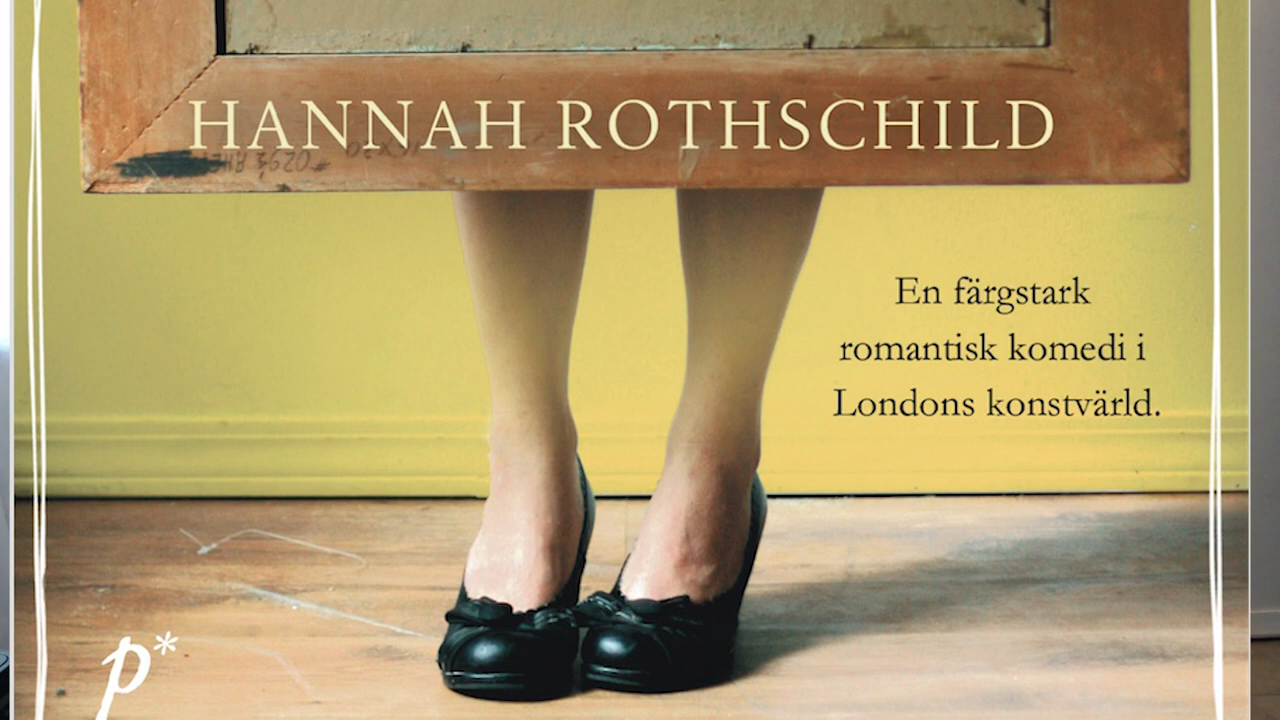 HANNAH ROTHSCHILD
En färgstark
romantisk komedi i
Londons konstvärld.
p*